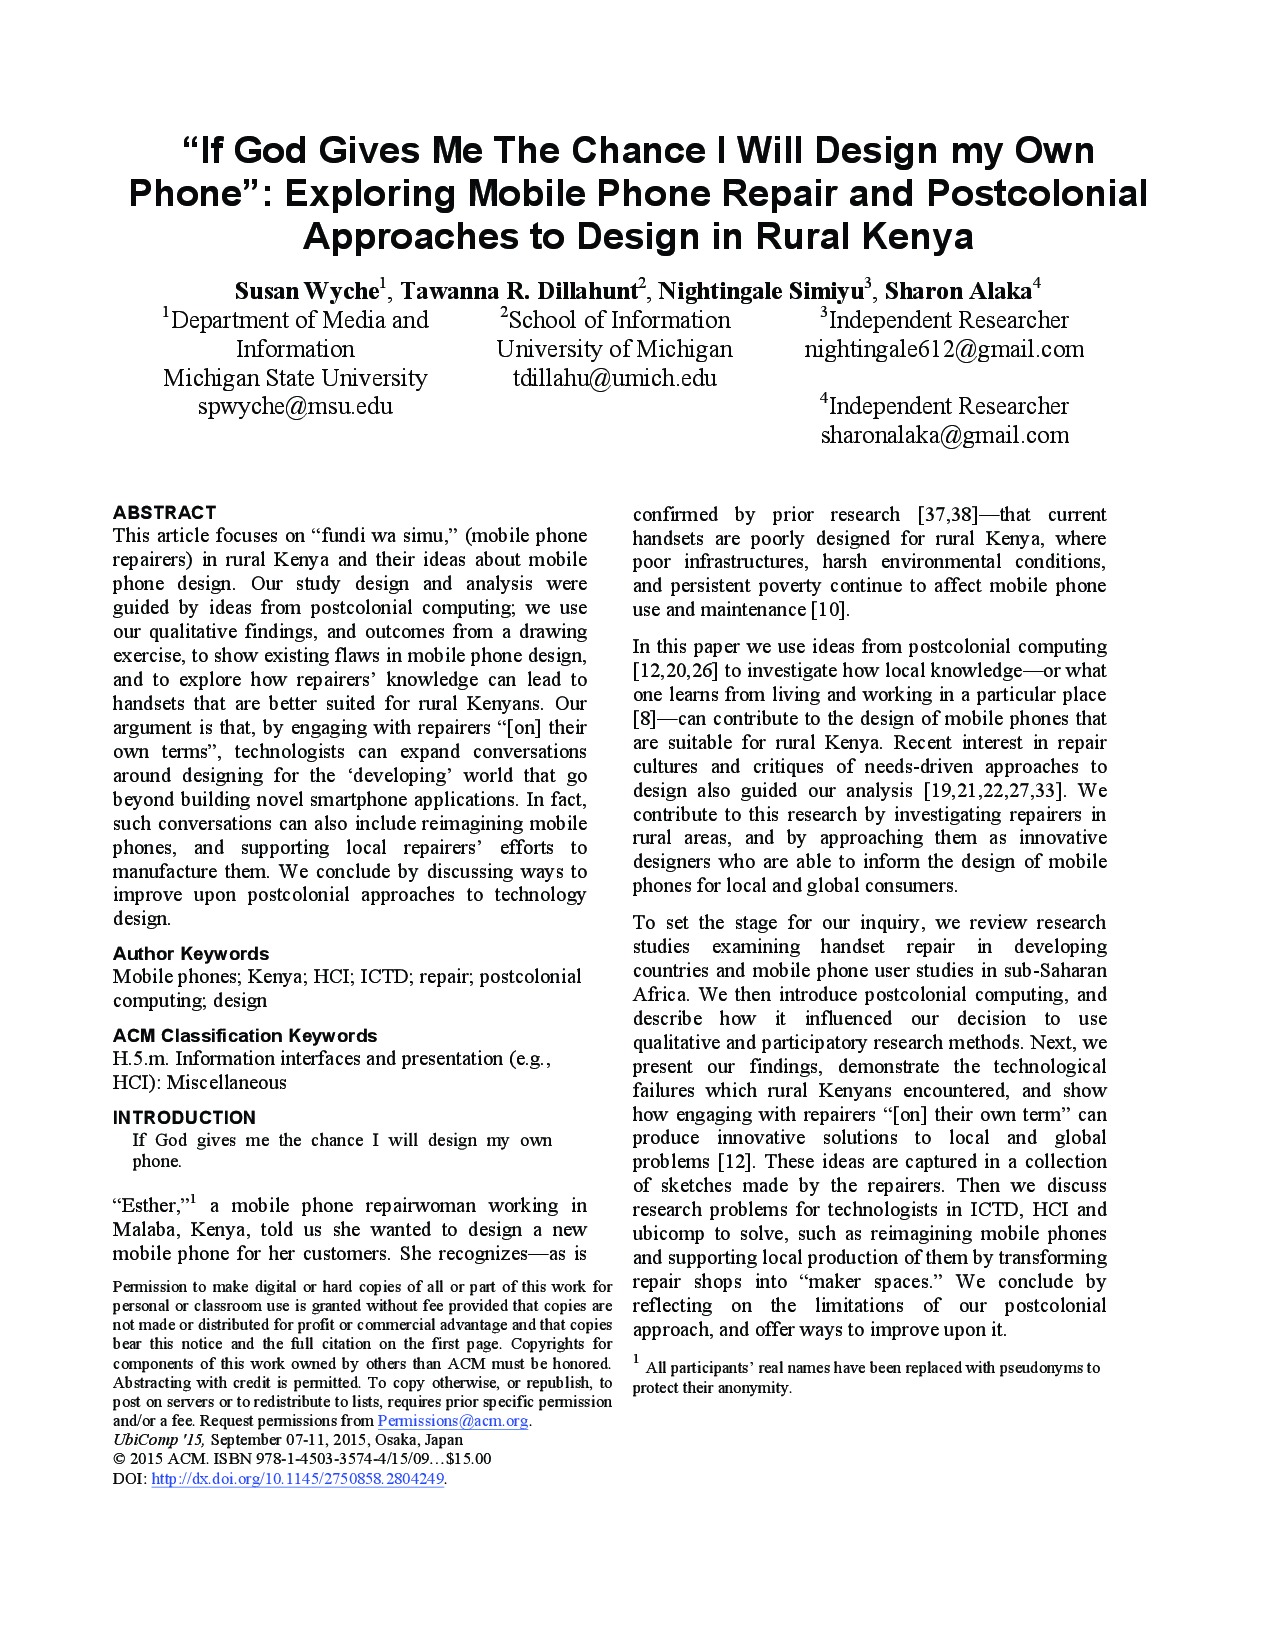 “If God Gives Me The Chance I Will Design my Own
Phone”: Exploring Mobile Phone Repair and Postcolonial
Approaches to Design in Rural Kenya
Susan Wyche1, Tawanna R. Dillahunt2, Nightingale Simiyu3, Sharon Alaka4
1Department of Media and
Information
Michigan State University
spwyche@msu.edu
2School of Information
University of Michigan
tdillahu@umich.edu
3Independent Researcher
nightingale612@gmail.com
4Independent Researcher
sharonalaka@gmail.com
ABSTRACT
This article focuses on “fundi wa simu,” (mobile phone
repairers) in rural Kenya and their ideas about mobile
phone design. Our study design and analysis were
guided by ideas from postcolonial computing; we use
our qualitative findings, and outcomes from a drawing
exercise, to show existing flaws in mobile phone design,
and to explore how repairers’ knowledge can lead to
handsets that are better suited for rural Kenyans. Our
argument is that, by engaging with repairers “[on] their
own terms”, technologists can expand conversations
around designing for the ‘developing’ world that go
beyond building novel smartphone applications. In fact,
such conversations can also include reimagining mobile
phones, and supporting local repairers’ efforts to
manufacture them. We conclude by discussing ways to
improve upon postcolonial approaches to technology
design.
Author Keywords
Mobile phones; Kenya; HCI; ICTD; repair; postcolonial
computing; design
ACM Classification Keywords
H.5.m. Information interfaces and presentation (e.g.,
HCI): Miscellaneous
INTRODUCTION
If God gives me the chance I will design my own
phone.
“Esther,”1 a mobile phone repairwoman working in
Malaba, Kenya, told us she wanted to design a new
mobile phone for her customers. She recognizes—as is
Permission to make digital or hard copies of all or part of this work for
personal or classroom use is granted without fee provided that copies are
not made or distributed for profit or commercial advantage and that copies
bear this notice and the full citation on the first page. Copyrights for
components of this work owned by others than ACM must be honored.
Abstracting with credit is permitted. To copy otherwise, or republish, to
post on servers or to redistribute to lists, requires prior specific permission
and/or a fee. Request permissions from Permissions@acm.org.
UbiComp '15, September 07-11, 2015, Osaka, Japan
© 2015 ACM. ISBN 978-1-4503-3574-4/15/09…$15.00
DOI: http://dx.doi.org/10.1145/2750858.2804249.
confirmed by prior research [37,38]—that current
handsets are poorly designed for rural Kenya, where
poor infrastructures, harsh environmental conditions,
and persistent poverty continue to affect mobile phone
use and maintenance [10].
In this paper we use ideas from postcolonial computing
[12,20,26] to investigate how local knowledge—or what
one learns from living and working in a particular place
[8]—can contribute to the design of mobile phones that
are suitable for rural Kenya. Recent interest in repair
cultures and critiques of needs-driven approaches to
design also guided our analysis [19,21,22,27,33]. We
contribute to this research by investigating repairers in
rural areas, and by approaching them as innovative
designers who are able to inform the design of mobile
phones for local and global consumers.
To set the stage for our inquiry, we review research
studies examining handset repair in developing
countries and mobile phone user studies in sub-Saharan
Africa. We then introduce postcolonial computing, and
describe how it influenced our decision to use
qualitative and participatory research methods. Next, we
present our findings, demonstrate the technological
failures which rural Kenyans encountered, and show
how engaging with repairers “[on] their own term” can
produce innovative solutions to local and global
problems [12]. These ideas are captured in a collection
of sketches made by the repairers. Then we discuss
research problems for technologists in ICTD, HCI and
ubicomp to solve, such as reimagining mobile phones
and supporting local production of them by transforming
repair shops into “maker spaces.” We conclude by
reflecting on the limitations of our postcolonial
approach, and offer ways to improve upon it.
1 All participants’ real names have been replaced with pseudonyms to
protect their anonymity.